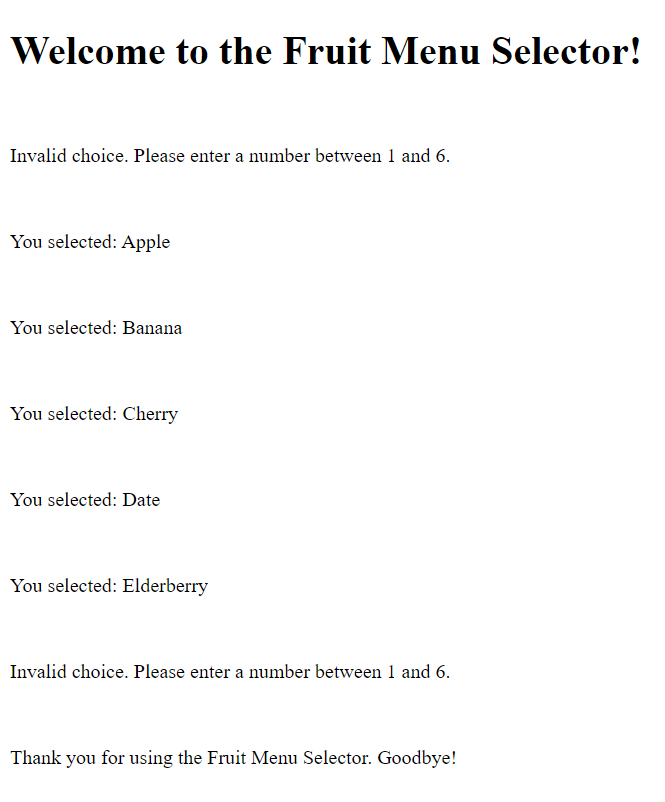 Welcome to the Fruit Menu Selector!
Invalid choice. Please enter a number between 1 and 6.
You selected: Apple
You selected: Banana
You selected: Cherry
You selected: Date
You selected: Elderberry
Invalid choice. Please enter a number between 1 and 6.
Thank you for using the Fruit Menu Selector. Goodbye!